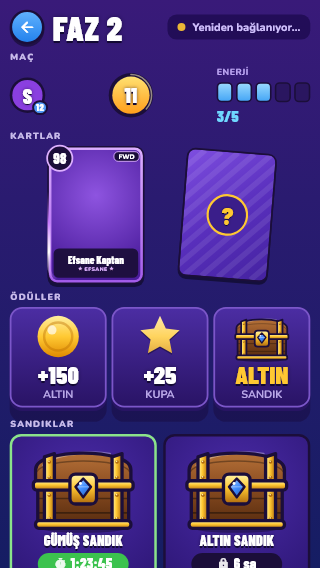 FAZ 2
Yeniden bağlanıyor...
MAÇ
ENERJİ
S
12
11
3/5
KARTLAR
98
FWD
?
Efsane Kaptan
★ EFSANE ★
ÖDÜLLER
+150
ALTIN
+25
KUPA
ALTIN
SANDIK
SANDIKLAR
GÜMÜŞ SANDIK
1:23:45
ALTIN SANDIK
6 sa